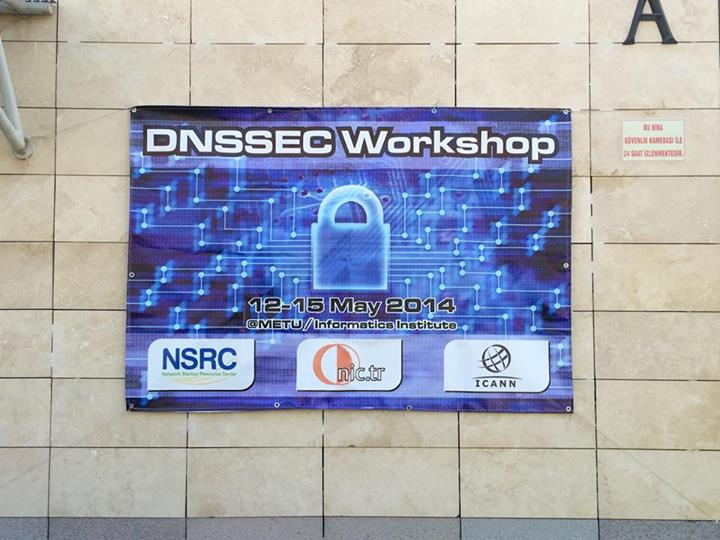 A
DNSSEC Workshop
BU BİNA
GÜVENLİK KAMERASI İLE
24 SAAT İZLENMEKTEDİR.
12-15 May 2014
@METU / Informatics Institute
NSRC
Network Startup Resource Center
nic.tr
ICANN